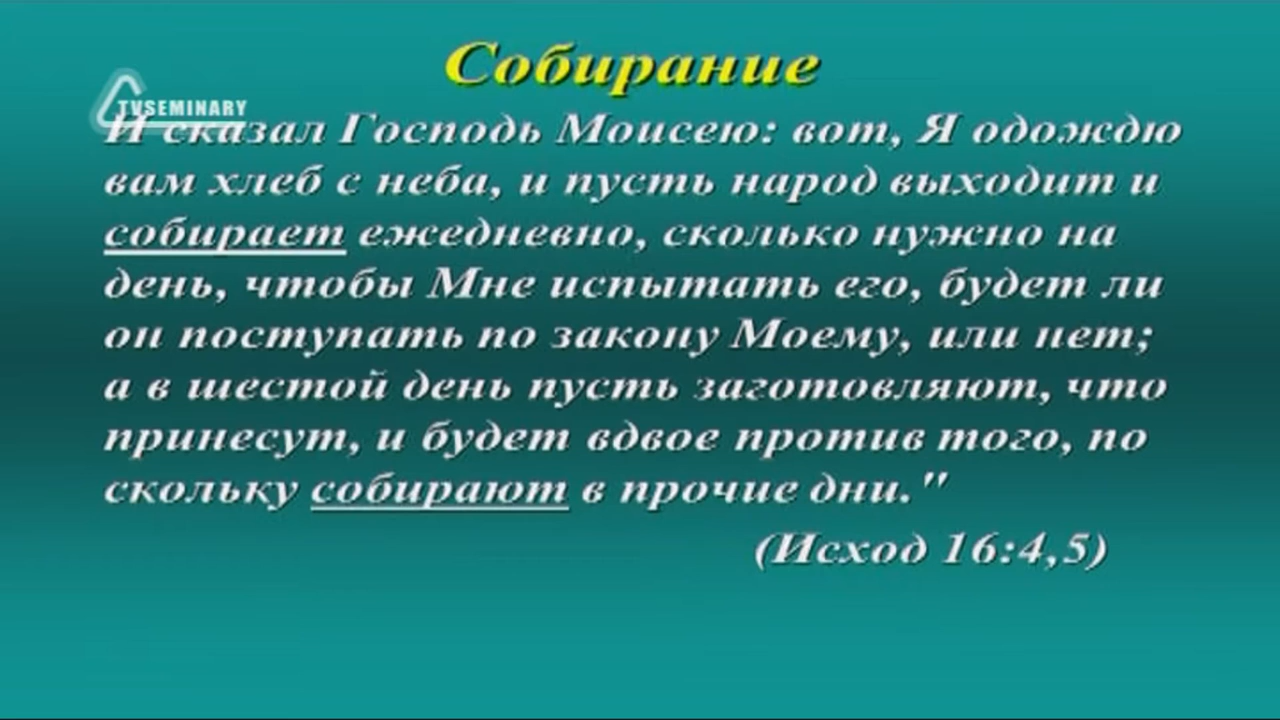 Собирание
TVSEMINARY
И сказал Господь Моисею: вот, Я одождю
вам хлеб с неба, и пусть народ выходит и
собирает ежедневно, сколько нужно на
день, чтобы Мне испытать его, будет ли
он поступать по закону Моему, или нет;
а в шестой день пусть заготовляют, что
принесут, и будет вдвое против того, по
скольку собирают в прочие дни."
(Исход 16:4,5)